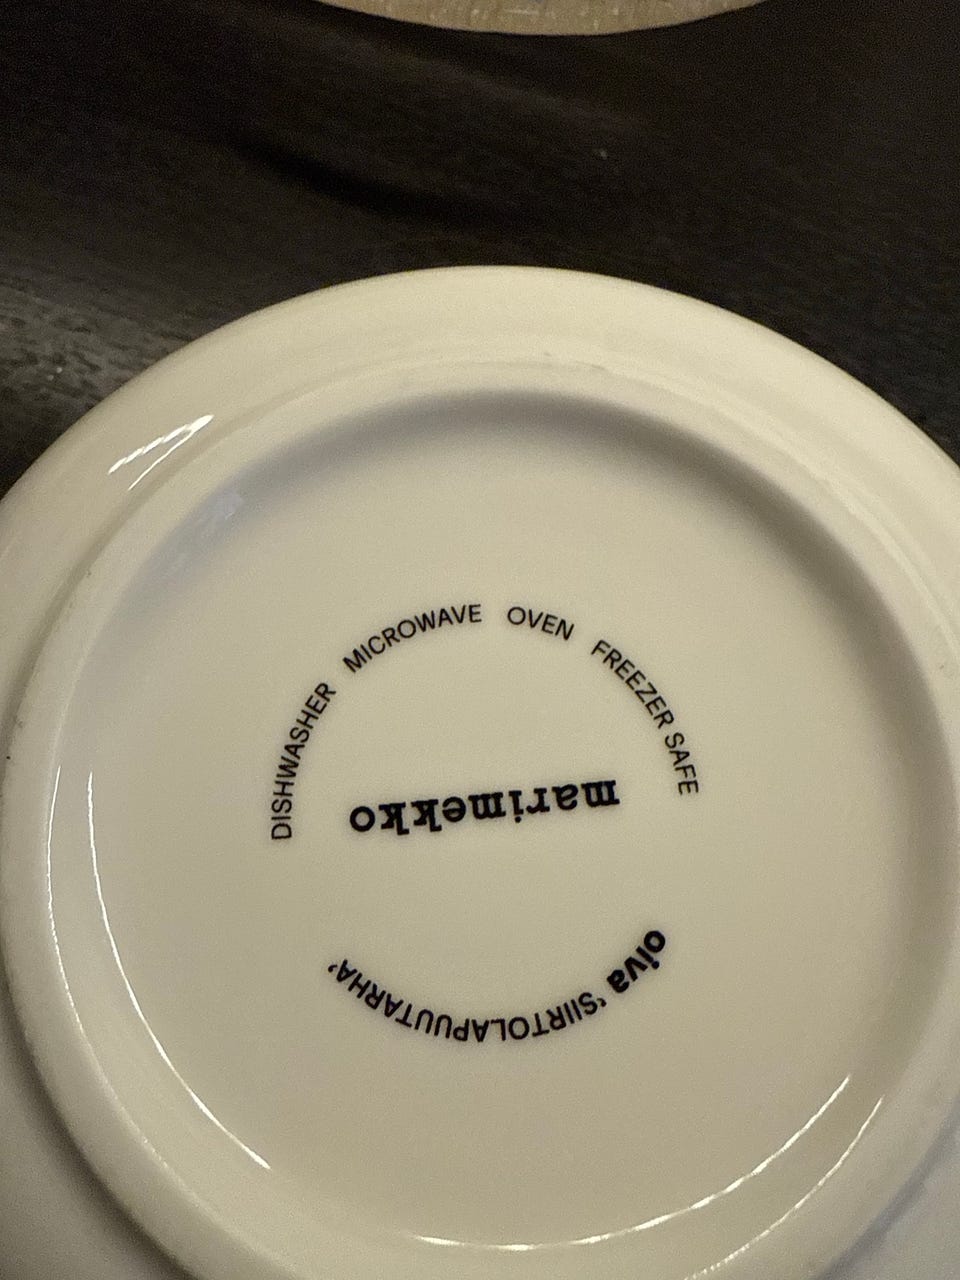 DISHWASHER MICROWAVE OVEN FREEZER SAFE
marimekko
oiva 'SIIRTOLAPUUTARHA'